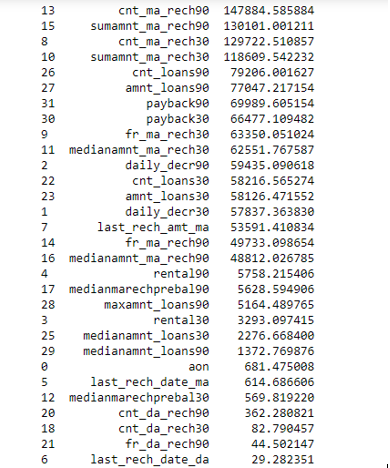 13 cnt_ma_rech90 147884.585884
15 sumamnt_ma_rech90 130101.001211
8 cnt_ma_rech30 129722.510857
10 sumamnt_ma_rech30 118609.542232
26 cnt_loans90 79206.001627
27 amnt_loans90 77047.217154
31 payback90 69989.605154
30 payback30 66477.109482
9 fr_ma_rech30 63350.051024
11 medianamnt_ma_rech30 62551.767587
2 daily_decr90 59435.090618
22 cnt_loans30 58216.565274
23 amnt_loans30 58126.471552
1 daily_decr30 57837.363830
7 last_rech_amt_ma 53591.410834
14 fr_ma_rech90 49733.098654
16 medianamnt_ma_rech90 48812.026785
4 rental90 5758.215406
17 medianmarechprebal90 5628.594906
28 maxamnt_loans90 5164.489765
3 rental30 3293.097415
25 medianamnt_loans30 2276.668400
29 medianamnt_loans90 1372.769876
0 aon 681.475008
5 last_rech_date_ma 614.686606
12 medianmarechprebal30 569.819220
20 cnt_da_rech90 362.280821
18 cnt_da_rech30 82.790457
21 fr_da_rech90 44.502147
6 last_rech_date_da 29.282351